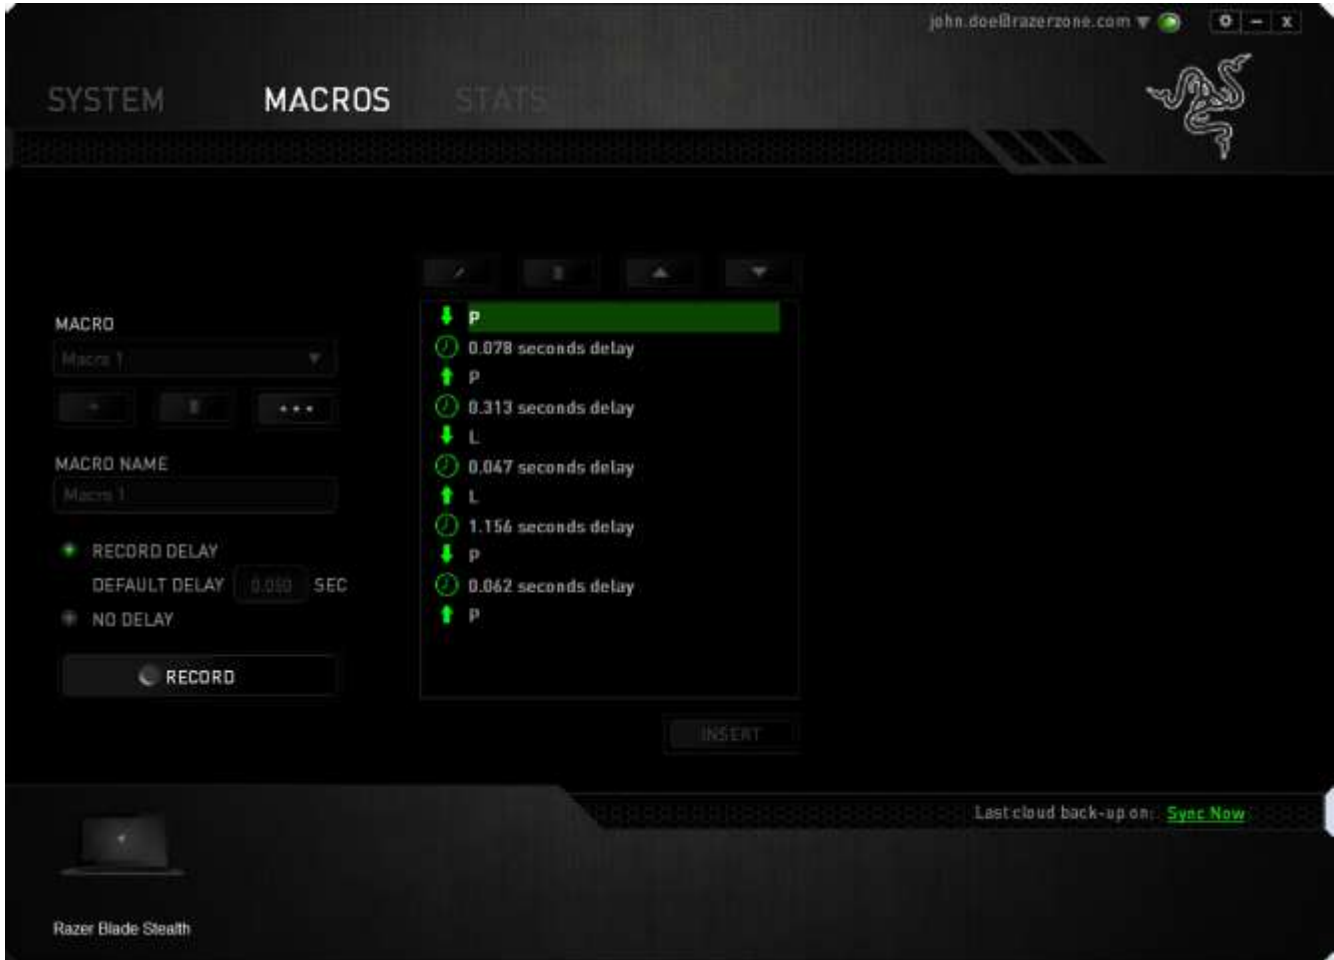 john.doe@razerzone.com
SYSTEM MACROS STATS
MACRO
Macro 1
MACRO NAME
Macro 1
RECORD DELAY
DEFAULT DELAY 0.050 SEC
NO DELAY
RECORD
P
0.078 seconds delay
P
0.313 seconds delay
L
0.047 seconds delay
L
1.156 seconds delay
P
0.062 seconds delay
P
INSERT
Last cloud back-up on: Sync Now
Razer Blade Stealth